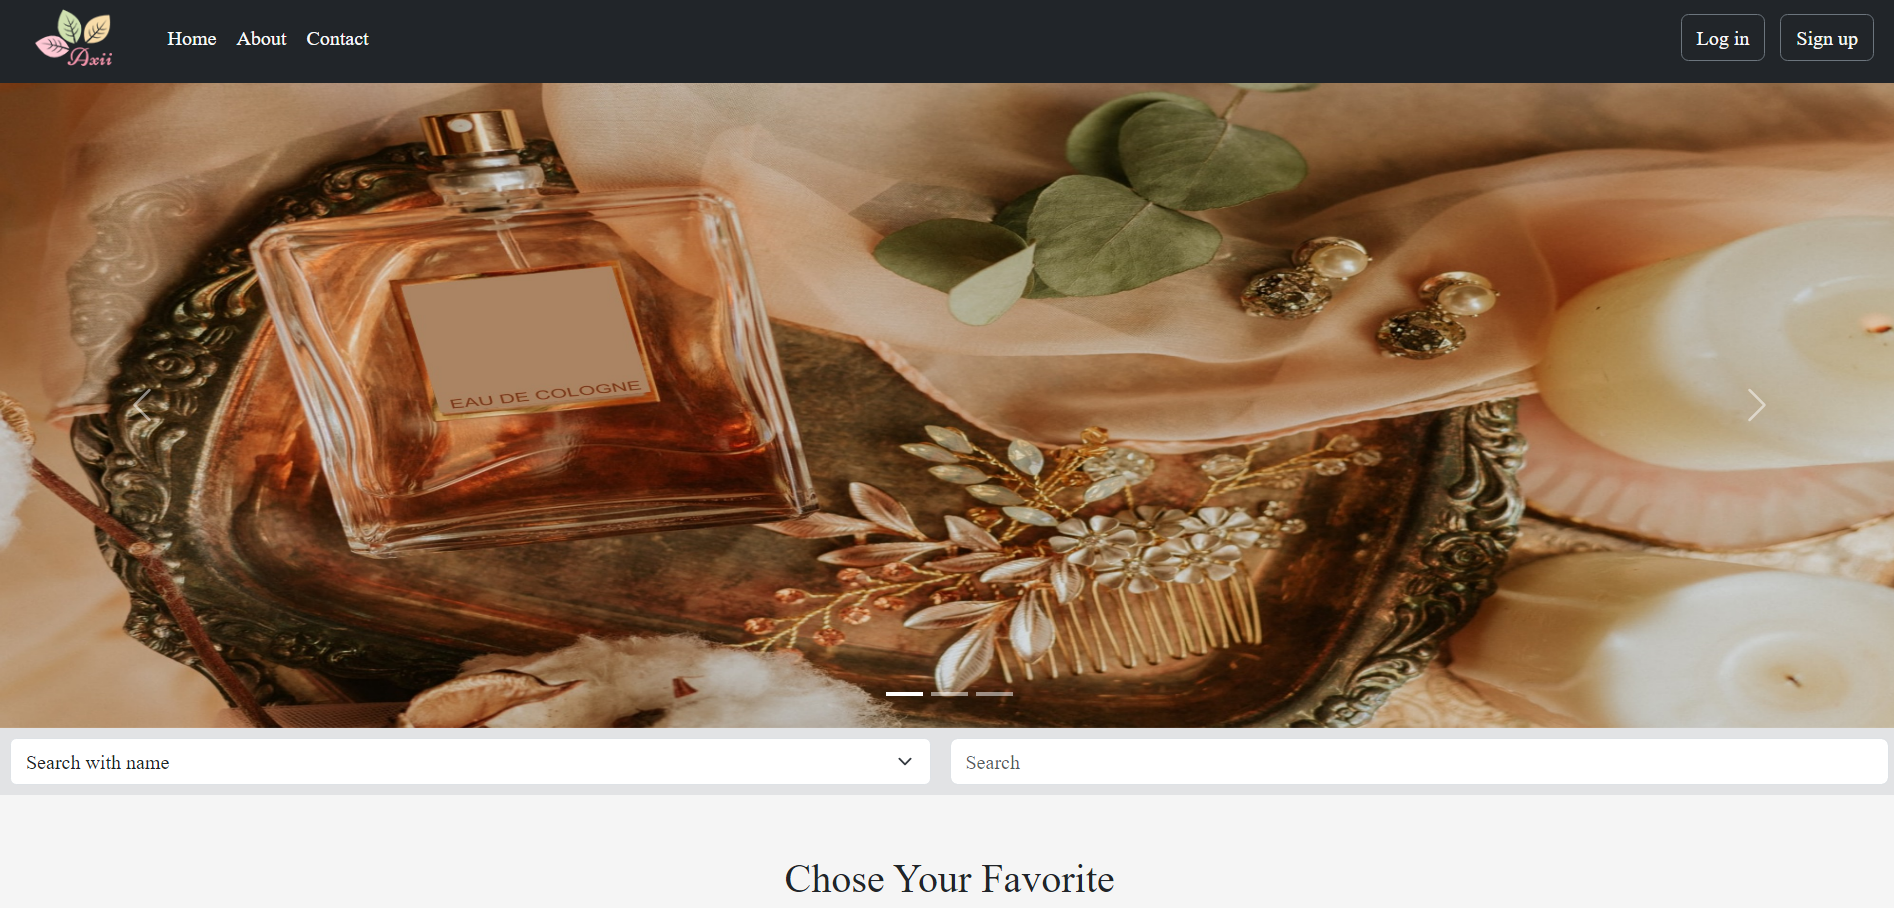 Axii
Home About Contact
Log in Sign up
EAU DE COLOGNE
Search with name
Search
Chose Your Favorite